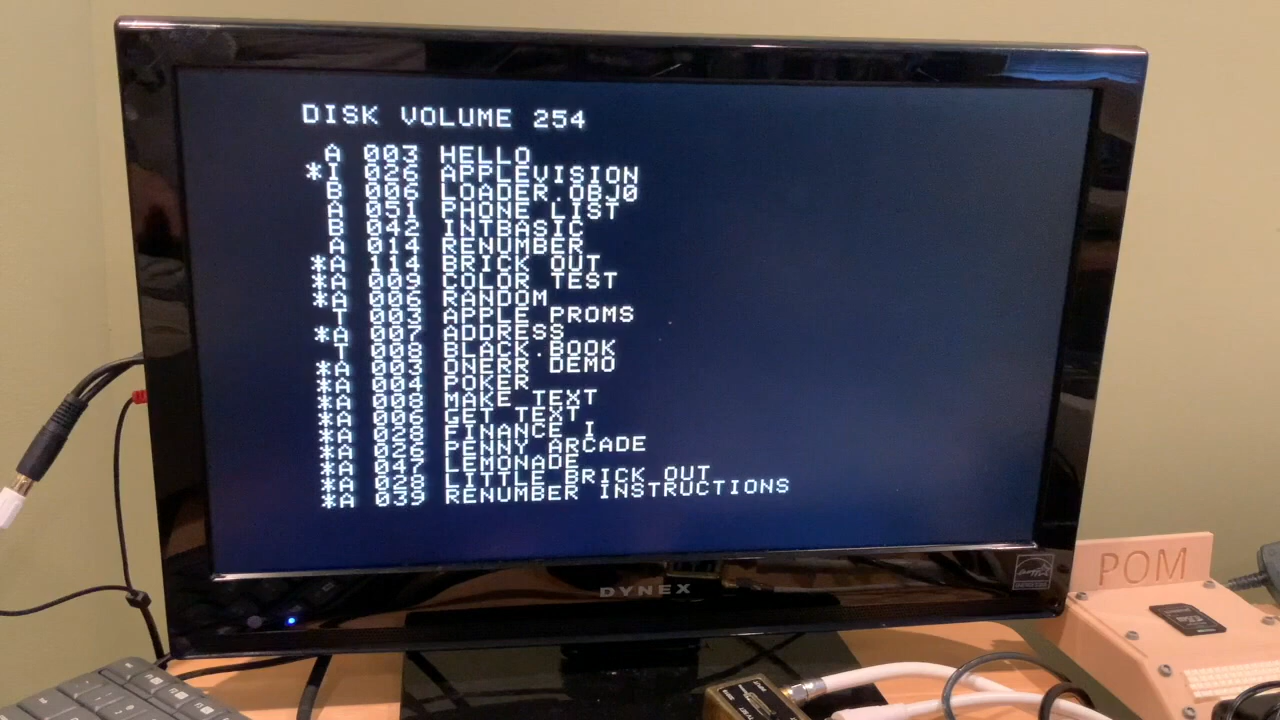 DISK VOLUME 254
A 003 HELLO
*I 026 APPLEVISION
B 006 LOADER.OBJ0
A 051 PHONE LIST
B 042 INTBASIC
A 014 RENUMBER
*A 114 BRICK OUT
*A 009 COLOR TEST
*A 006 RANDOM
T 003 APPLE PROMS
*A 007 ADDRESS
T 008 BLACK.BOOK
*A 003 ONERR DEMO
*A 004 POKER
*A 008 MAKE TEXT
*A 006 GET TEXT
*A 028 FINANCE I
*A 026 PENNY ARCADE
*A 047 LEMONADE
*A 028 LITTLE BRICK OUT
*A 039 RENUMBER INSTRUCTIONS
DYNEX
POM